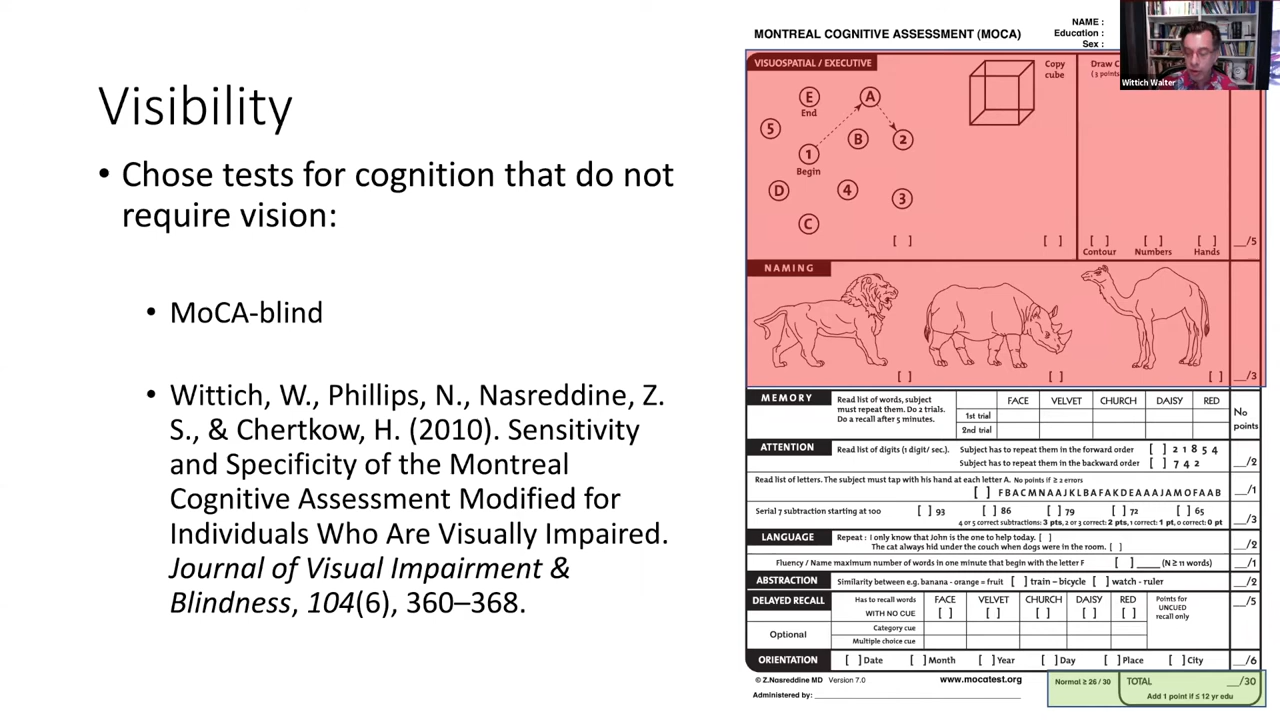 Visibility
• Chose tests for cognition that do not
require vision:
• MoCA-blind
• Wittich, W., Phillips, N., Nasreddine, Z.
S., & Chertkow, H. (2010). Sensitivity
and Specificity of the Montreal
Cognitive Assessment Modified for
Individuals Who Are Visually Impaired.
Journal of Visual Impairment &
Blindness, 104(6), 360–368.
MONTREAL COGNITIVE ASSESSMENT (MOCA)
NAME :
Education :
Sex :
Wittich Walter
VISUOSPATIAL / EXECUTIVE
E
End
A
5
B
2
1
Begin
D
4
3
C
[ ]
Copy
cube
[ ]
Draw
(3 points
[ ] [ ] [ ]
Contour Numbers Hands
__/5
NAMING
[ ] [ ] [ ] __/3
MEMORY
Read list of words, subject
must repeat them. Do 2 trials.
Do a recall after 5 minutes.
FACE VELVET CHURCH DAISY RED
1st trial
2nd trial
No
points
ATTENTION
Read list of digits (1 digit/ sec.). Subject has to repeat them in the forward order [ ] 2 1 8 5 4
Subject has to repeat them in the backward order [ ] 7 4 2 __/2
Read list of letters. The subject must tap with his hand at each letter A. No points if ≥ 2 errors
[ ] F B A C M N A A J K L B A F A K D E A A A J A M O F A A B __/1
Serial 7 subtraction starting at 100 [ ] 93 [ ] 86 [ ] 79 [ ] 72 [ ] 65
4 or 5 correct subtractions: 3 pts, 2 or 3 correct: 2 pts, 1 correct: 1 pt, 0 correct: 0 pt __/3
LANGUAGE
Repeat : I only know that John is the one to help today. [ ]
The cat always hid under the couch when dogs were in the room. [ ] __/2
Fluency / Name maximum number of words in one minute that begin with the letter F [ ] ____ (N ≥ 11 words) __/1
ABSTRACTION Similarity between e.g. banana - orange = fruit [ ] train – bicycle [ ] watch - ruler __/2
DELAYED RECALL
Has to recall words
WITH NO CUE
FACE VELVET CHURCH DAISY RED
[ ] [ ] [ ] [ ] [ ]
Points for
UNCUED
recall only
__/5
Optional
Category cue
Multiple choice cue
ORIENTATION [ ] Date [ ] Month [ ] Year [ ] Day [ ] Place [ ] City __/6
© Z.Nasreddine MD Version 7.0 www.mocatest.org Normal ≥ 26 / 30 TOTAL __/30
Administered by: ____ Add 1 point if ≤ 12 yr edu